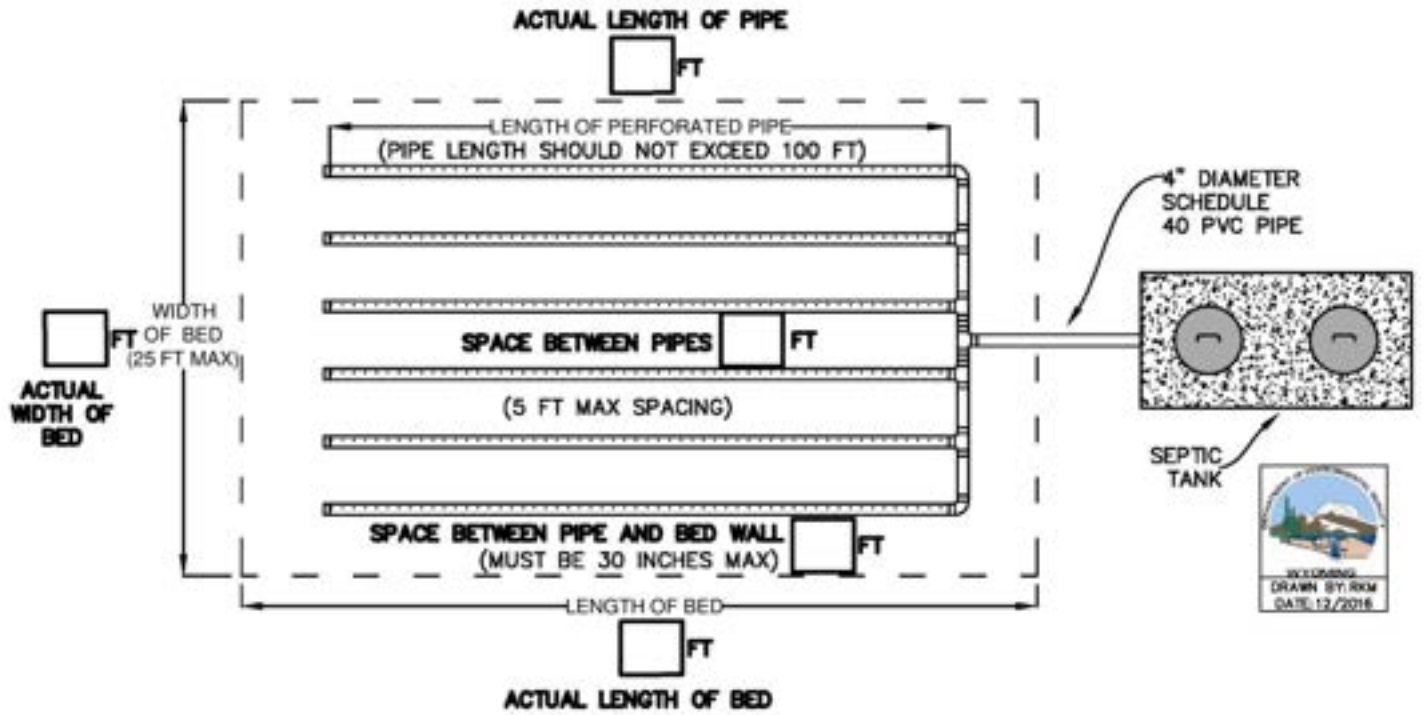 ACTUAL LENGTH OF PIPE
FT
LENGTH OF PERFORATED PIPE
(PIPE LENGTH SHOULD NOT EXCEED 100 FT)
4" DIAMETER
SCHEDULE
40 PVC PIPE
WIDTH
OF BED
(25 FT MAX)
FT
ACTUAL
WIDTH OF
BED
SPACE BETWEEN PIPES
FT
(5 FT MAX SPACING)
SEPTIC
TANK
SPACE BETWEEN PIPE AND BED WALL
(MUST BE 30 INCHES MAX)
FT
LENGTH OF BED
FT
ACTUAL LENGTH OF BED
WYOMING
DRAWN BY: RKM
DATE: 12/2016